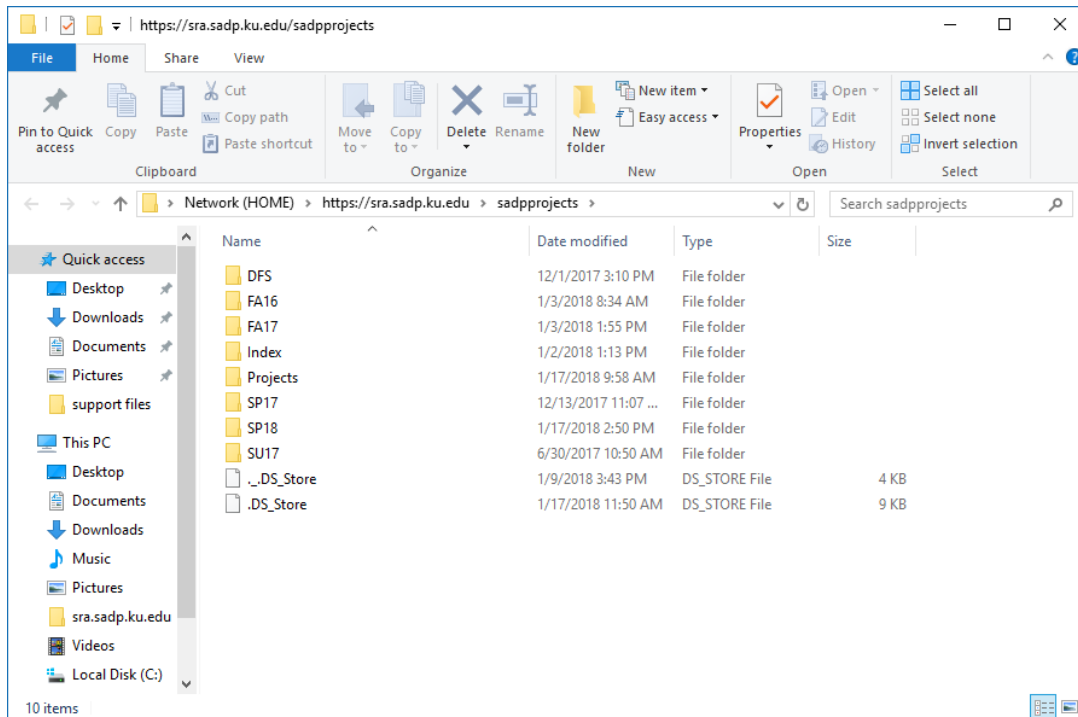 https://sra.sadp.ku.edu/sadpprojects
File Home Share View
Pin to Quick access
Copy
Paste
Cut
Copy path
Paste shortcut
Clipboard
Move to
Copy to
Delete
Rename
Organize
New folder
New item
Easy access
New
Properties
Open
Edit
History
Open
Select all
Select none
Invert selection
Select
Network (HOME) > https://sra.sadp.ku.edu > sadpprojects >
Search sadpprojects
Quick access
Desktop
Downloads
Documents
Pictures
support files
This PC
Desktop
Documents
Downloads
Music
Pictures
sra.sadp.ku.edu
Videos
Local Disk (C:)
Name Date modified Type Size
DFS 12/1/2017 3:10 PM File folder
FA16 1/3/2018 8:34 AM File folder
FA17 1/3/2018 1:55 PM File folder
Index 1/2/2018 1:13 PM File folder
Projects 1/17/2018 9:58 AM File folder
SP17 12/13/2017 11:07 ... File folder
SP18 1/17/2018 2:50 PM File folder
SU17 6/30/2017 10:50 AM File folder
._.DS_Store 1/9/2018 3:43 PM DS_STORE File 4 KB
.DS_Store 1/17/2018 11:50 AM DS_STORE File 9 KB
10 items